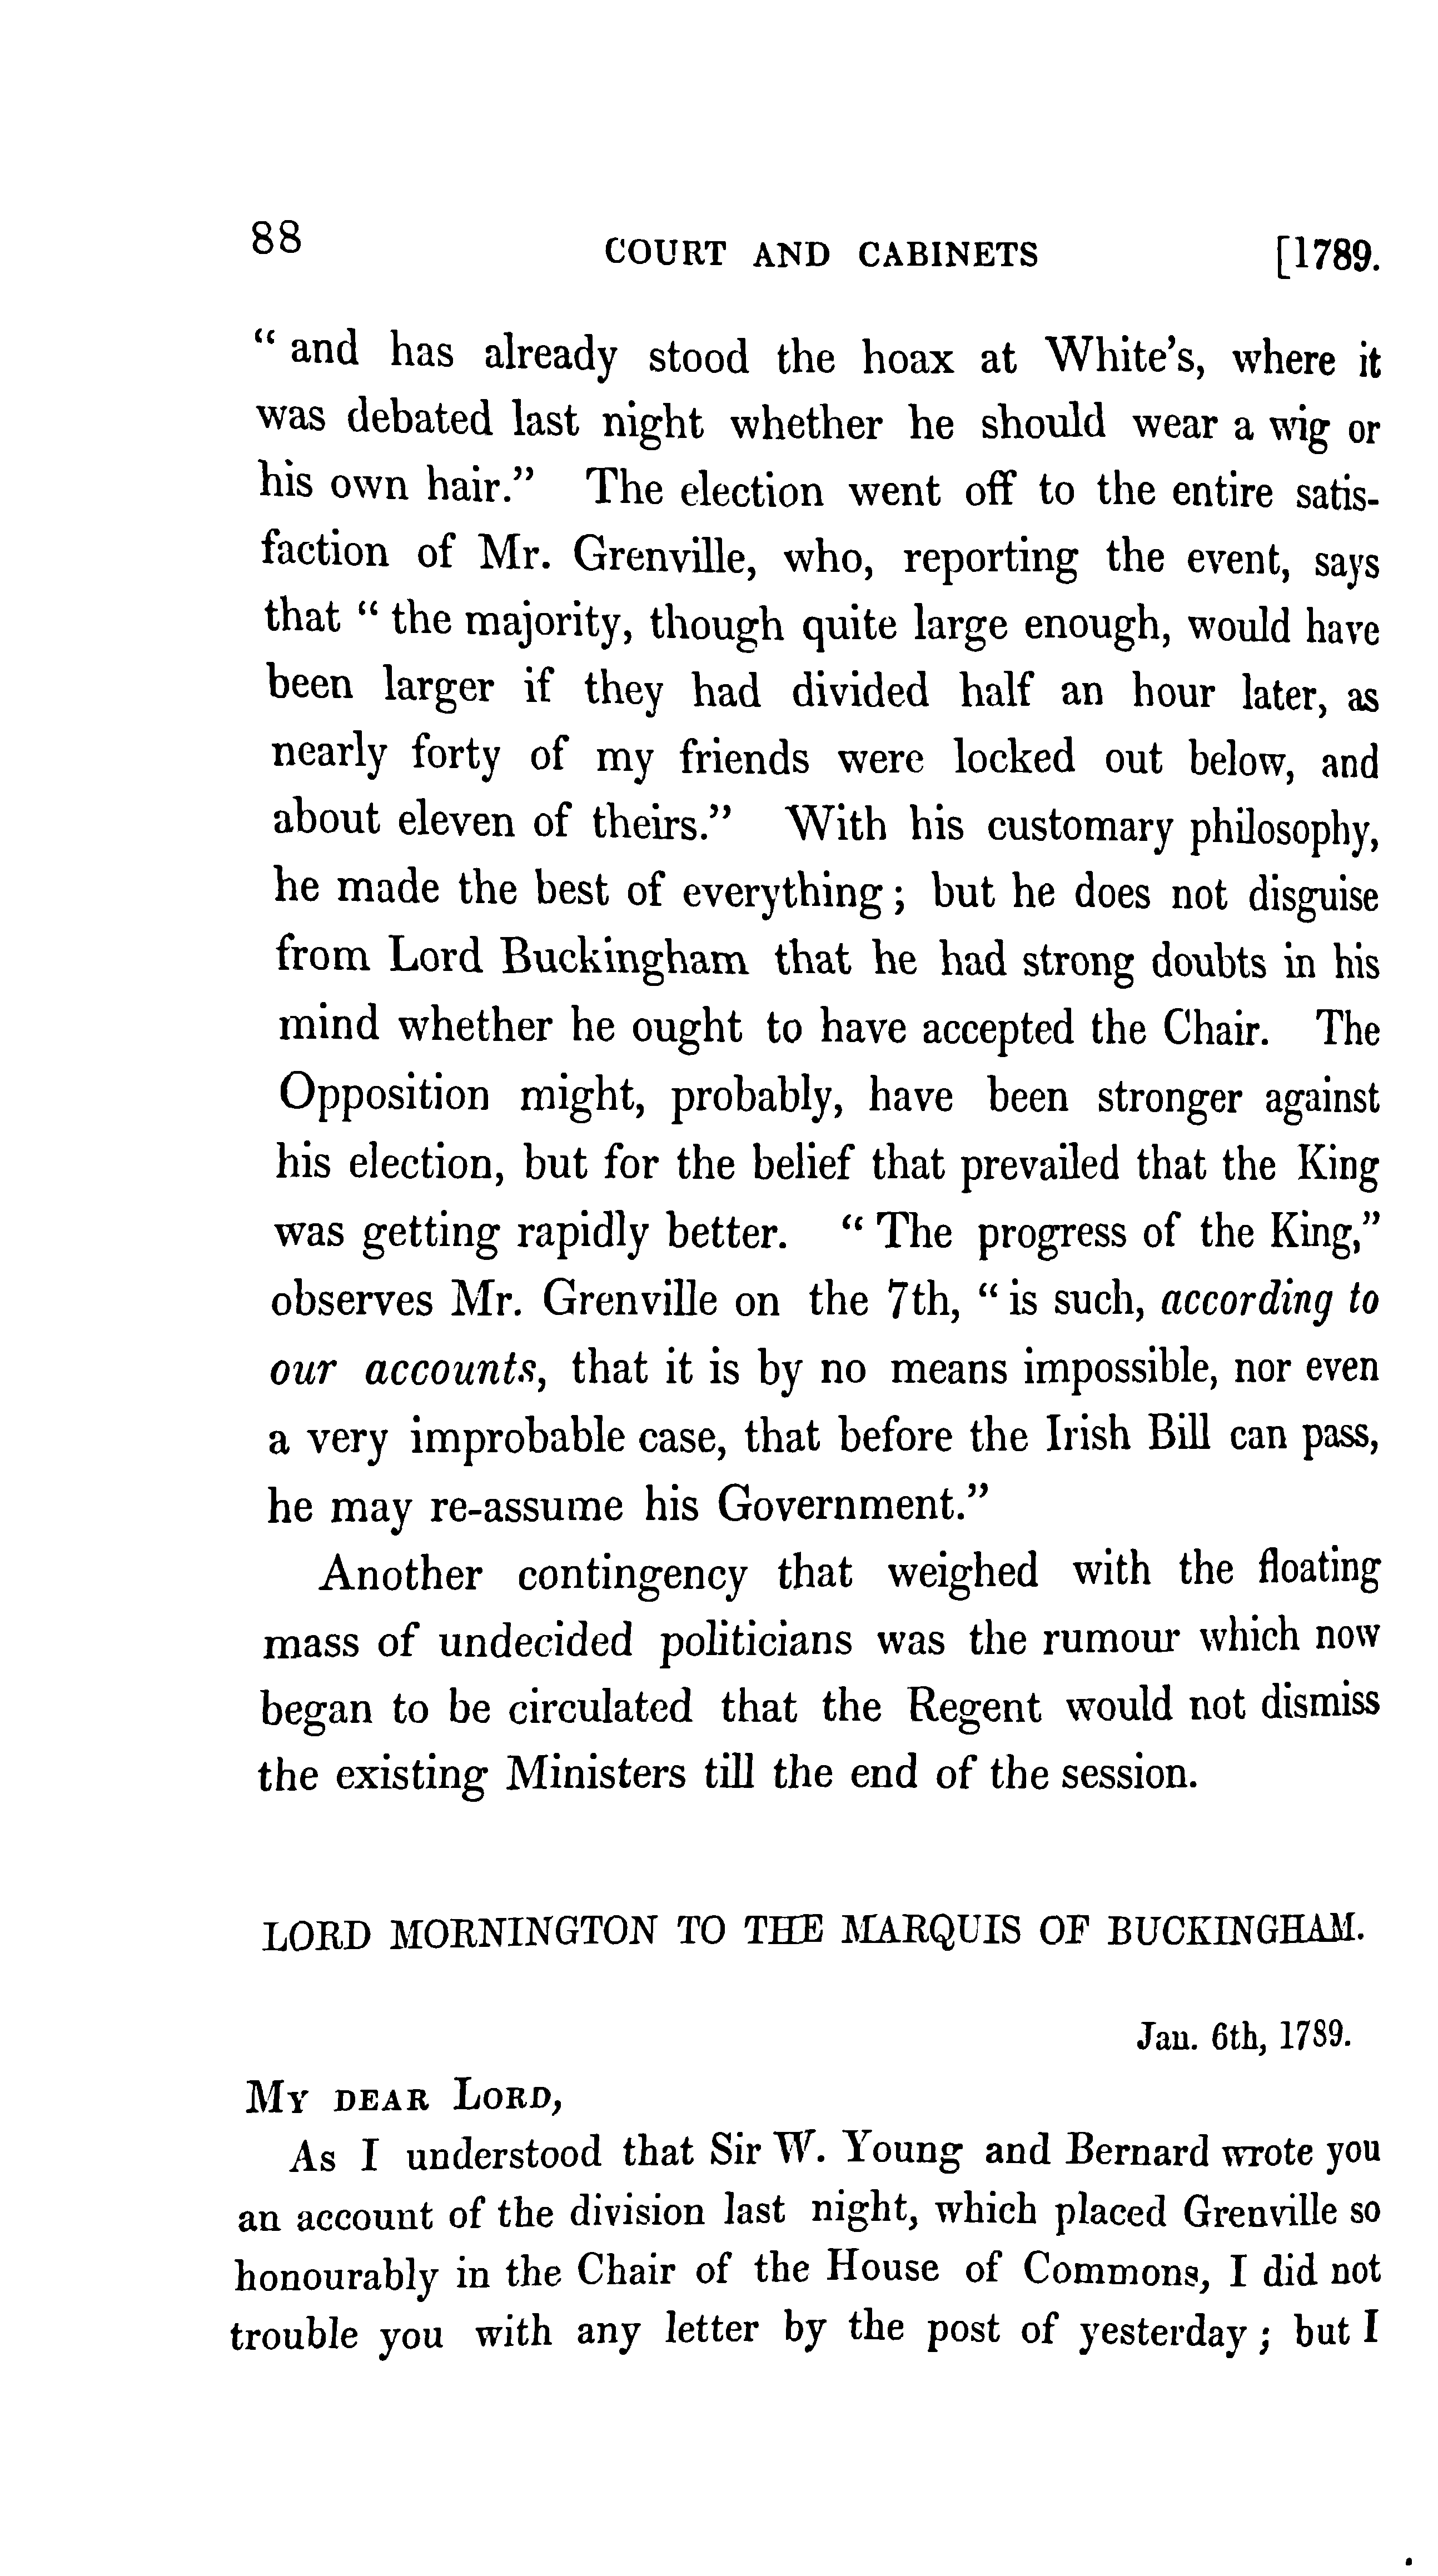 88 COURT AND CABINETS [1789.
" and has already stood the hoax at White's, where it
was debated last night whether he should wear a wig or
his own hair." The election went off to the entire satis-
faction of Mr. Grenville, who, reporting the event, says
that " the majority, though quite large enough, would have
been larger if they had divided half an hour later, as
nearly forty of my friends were locked out below, and
about eleven of theirs." With his customary philosophy,
he made the best of everything ; but he does not disguise
from Lord Buckingham that he had strong doubts in his
mind whether he ought to have accepted the Chair. The
Opposition might, probably, have been stronger against
his election, but for the belief that prevailed that the King
was getting rapidly better. " The progress of the King,"
observes Mr. Grenville on the 7th, " is such, according to
our accounts, that it is by no means impossible, nor even
a very improbable case, that before the Irish Bill can pass,
he may re-assume his Government."
Another contingency that weighed with the floating
mass of undecided politicians was the rumour which now
began to be circulated that the Regent would not dismiss
the existing Ministers till the end of the session.
LORD MORNINGTON TO THE MARQUIS OF BUCKINGHAM.
Jan. 6th, 1789.
MY DEAR LORD,
As I understood that Sir W. Young and Bernard wrote you
an account of the division last night, which placed Grenville so
honourably in the Chair of the House of Commons, I did not
trouble you with any letter by the post of yesterday ; but I